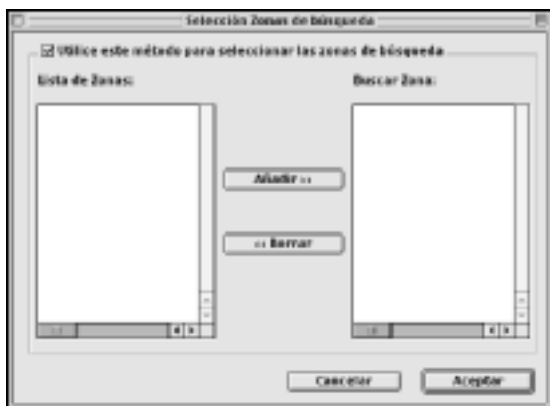 Selección Zonas de búsqueda
Utilice este método para seleccionar las zonas de búsqueda
Lista de Zonas:
Buscar Zona:
Añadir >>
<< Borrar
Cancelar
Aceptar